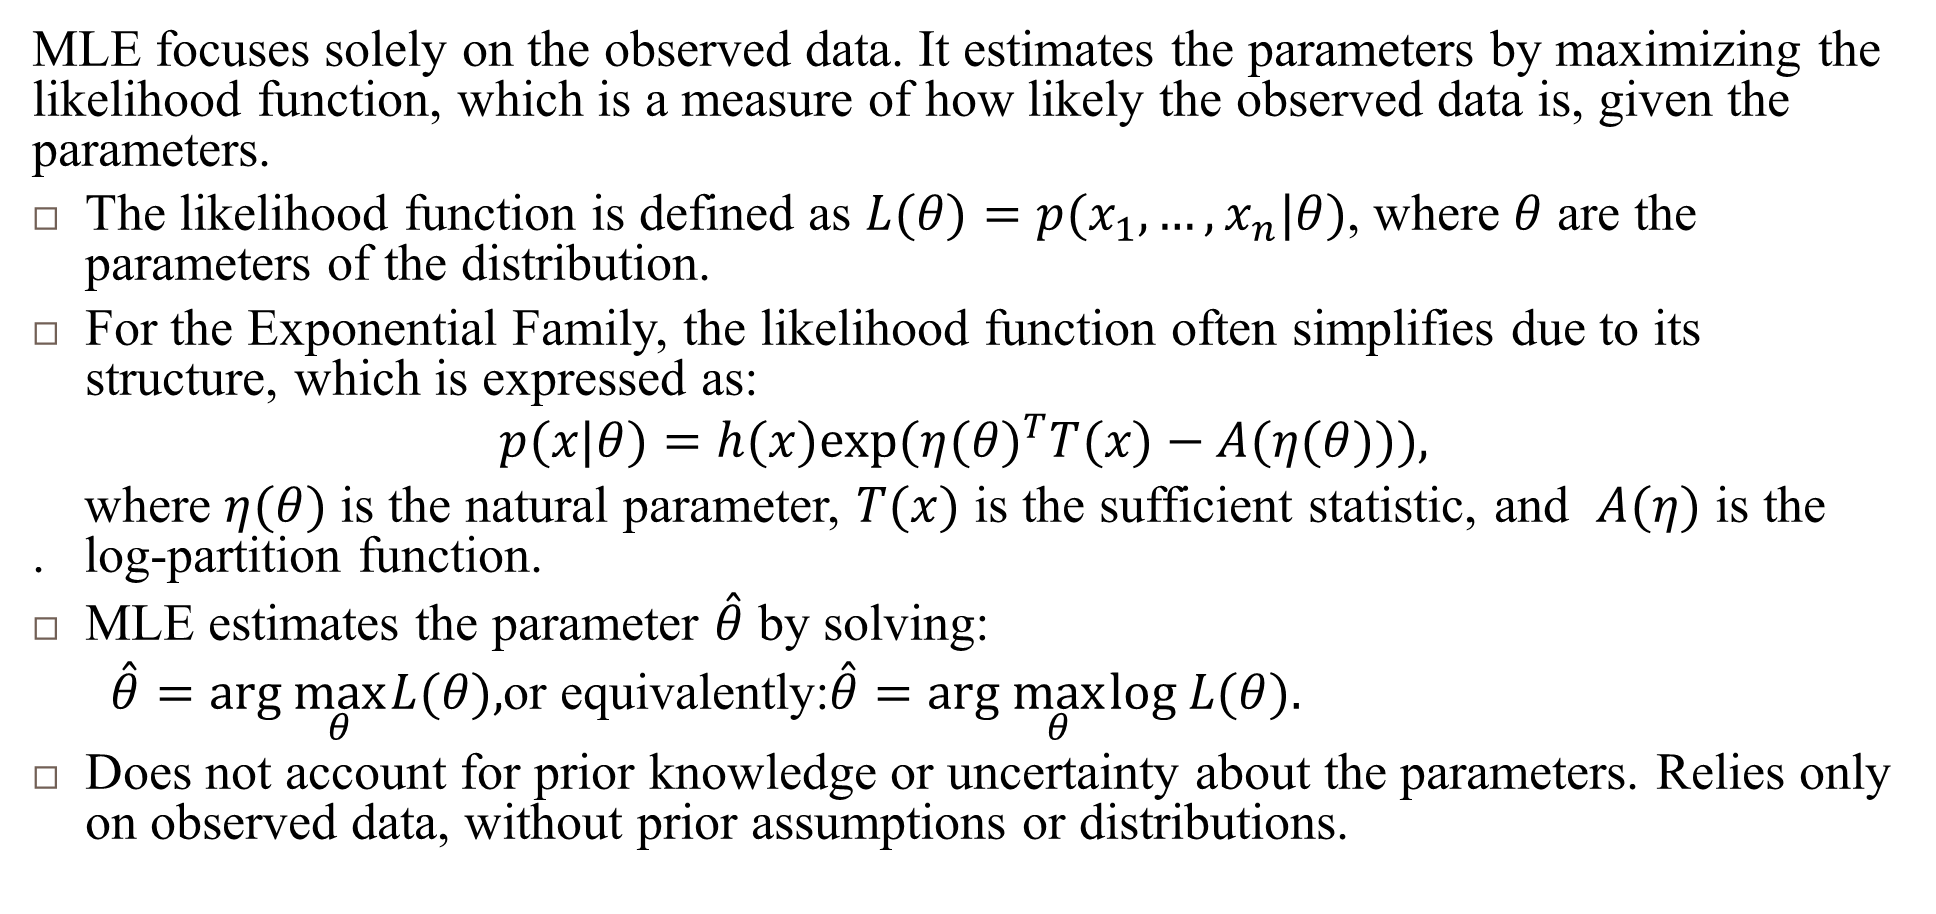 MLE focuses solely on the observed data. It estimates the parameters by maximizing the
likelihood function, which is a measure of how likely the observed data is, given the
parameters.
□ The likelihood function is defined as L(θ) = p(x₁, … , xₙ|θ), where θ are the
parameters of the distribution.
□ For the Exponential Family, the likelihood function often simplifies due to its
structure, which is expressed as:
p(x|θ) = h(x)exp(η(θ)ᵀT(x) − A(η(θ))),
where η(θ) is the natural parameter, T(x) is the sufficient statistic, and A(η) is the
. log-partition function.
□ MLE estimates the parameter θ̂ by solving:
θ̂ = arg max L(θ),or equivalently:θ̂ = arg max log L(θ).
θ θ
□ Does not account for prior knowledge or uncertainty about the parameters. Relies only
on observed data, without prior assumptions or distributions.